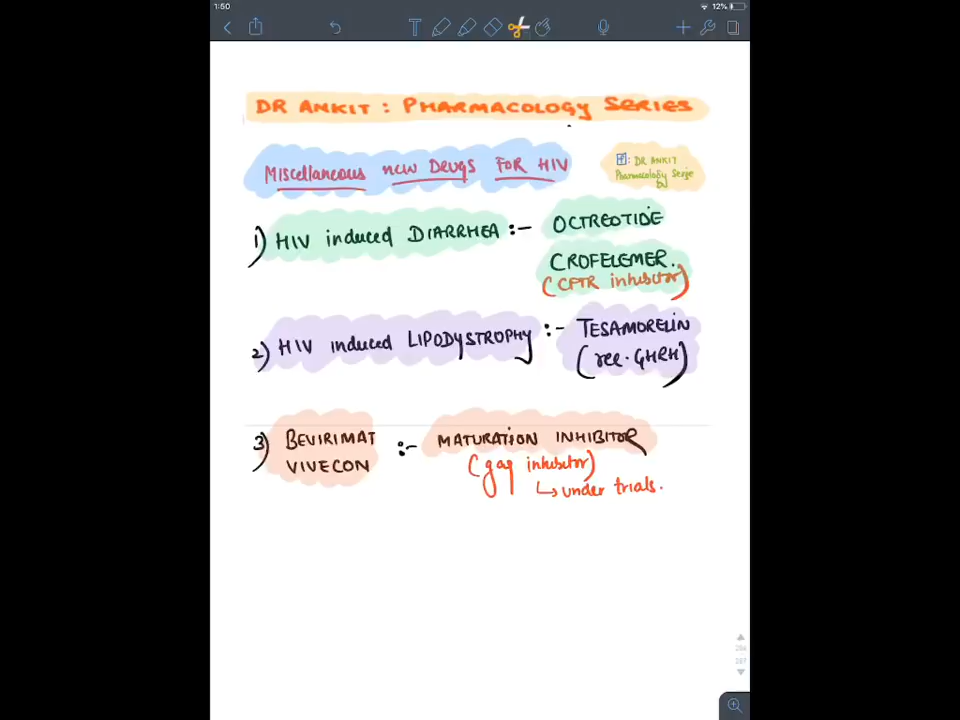 1:50
12%
DR ANKIT : PHARMACOLOGY SERIES
Miscellaneous new Drugs For HIV
: DR ANKIT
Pharmacology Serie
1) HIV induced DIARRHEA :- OCTREOTIDE
CROFELEMER.
(CFTR inhibitor)
2) HIV induced LIPODYSTROPHY :- TESAMORELIN
(rec. GHRH)
3) BEVIRIMAT
VIVECON :- MATURATION INHIBITOR
(gag inhibitor)
↳ under trials.